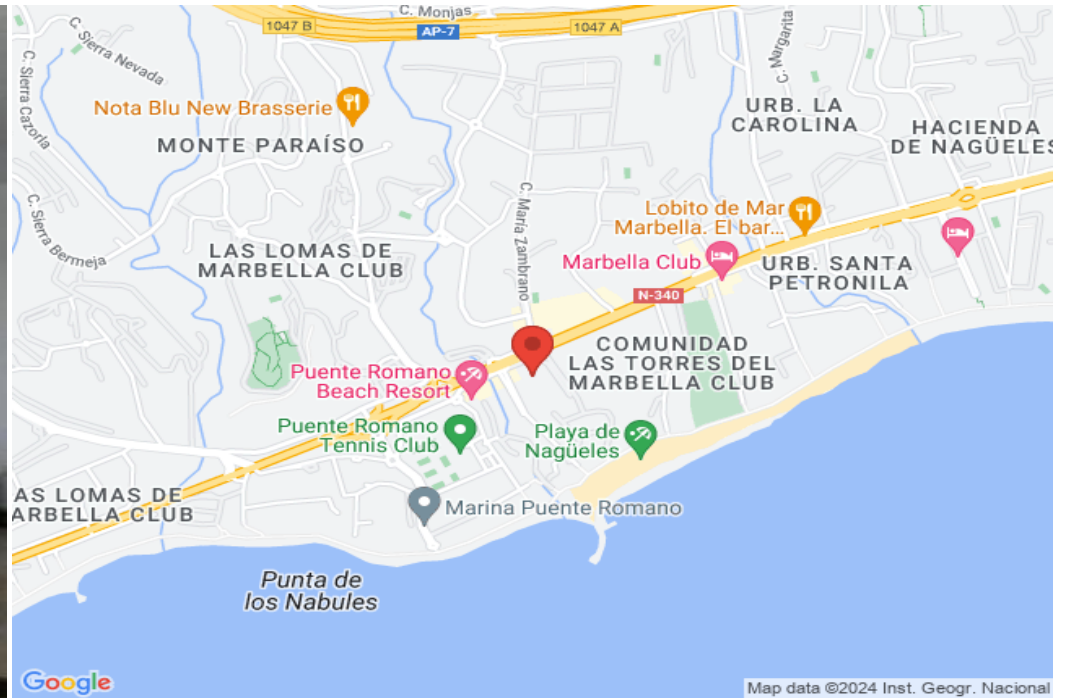 C. Monjas
1047 B
AP-7
1047 A
C. Sierra Nevada
C. Sierra Cazorla
C. Margarita
Nota Blu New Brasserie
MONTE PARAÍSO
URB. LA
CAROLINA
HACIENDA
DE NAGÜELES
C. Sierra Bermeja
C. María Zambrano
Lobito de Mar
Marbella. El bar...
LAS LOMAS DE
MARBELLA CLUB
Marbella Club
URB. SANTA
PETRONILA
N-340
COMUNIDAD
LAS TORRES DEL
MARBELLA CLUB
Puente Romano
Beach Resort
Puente Romano
Tennis Club
Playa de
Nagüeles
AS LOMAS DE
ARBELLA CLUB
Marina Puente Romano
Punta de
los Nabules
Google
Map data ©2024 Inst. Geogr. Nacional